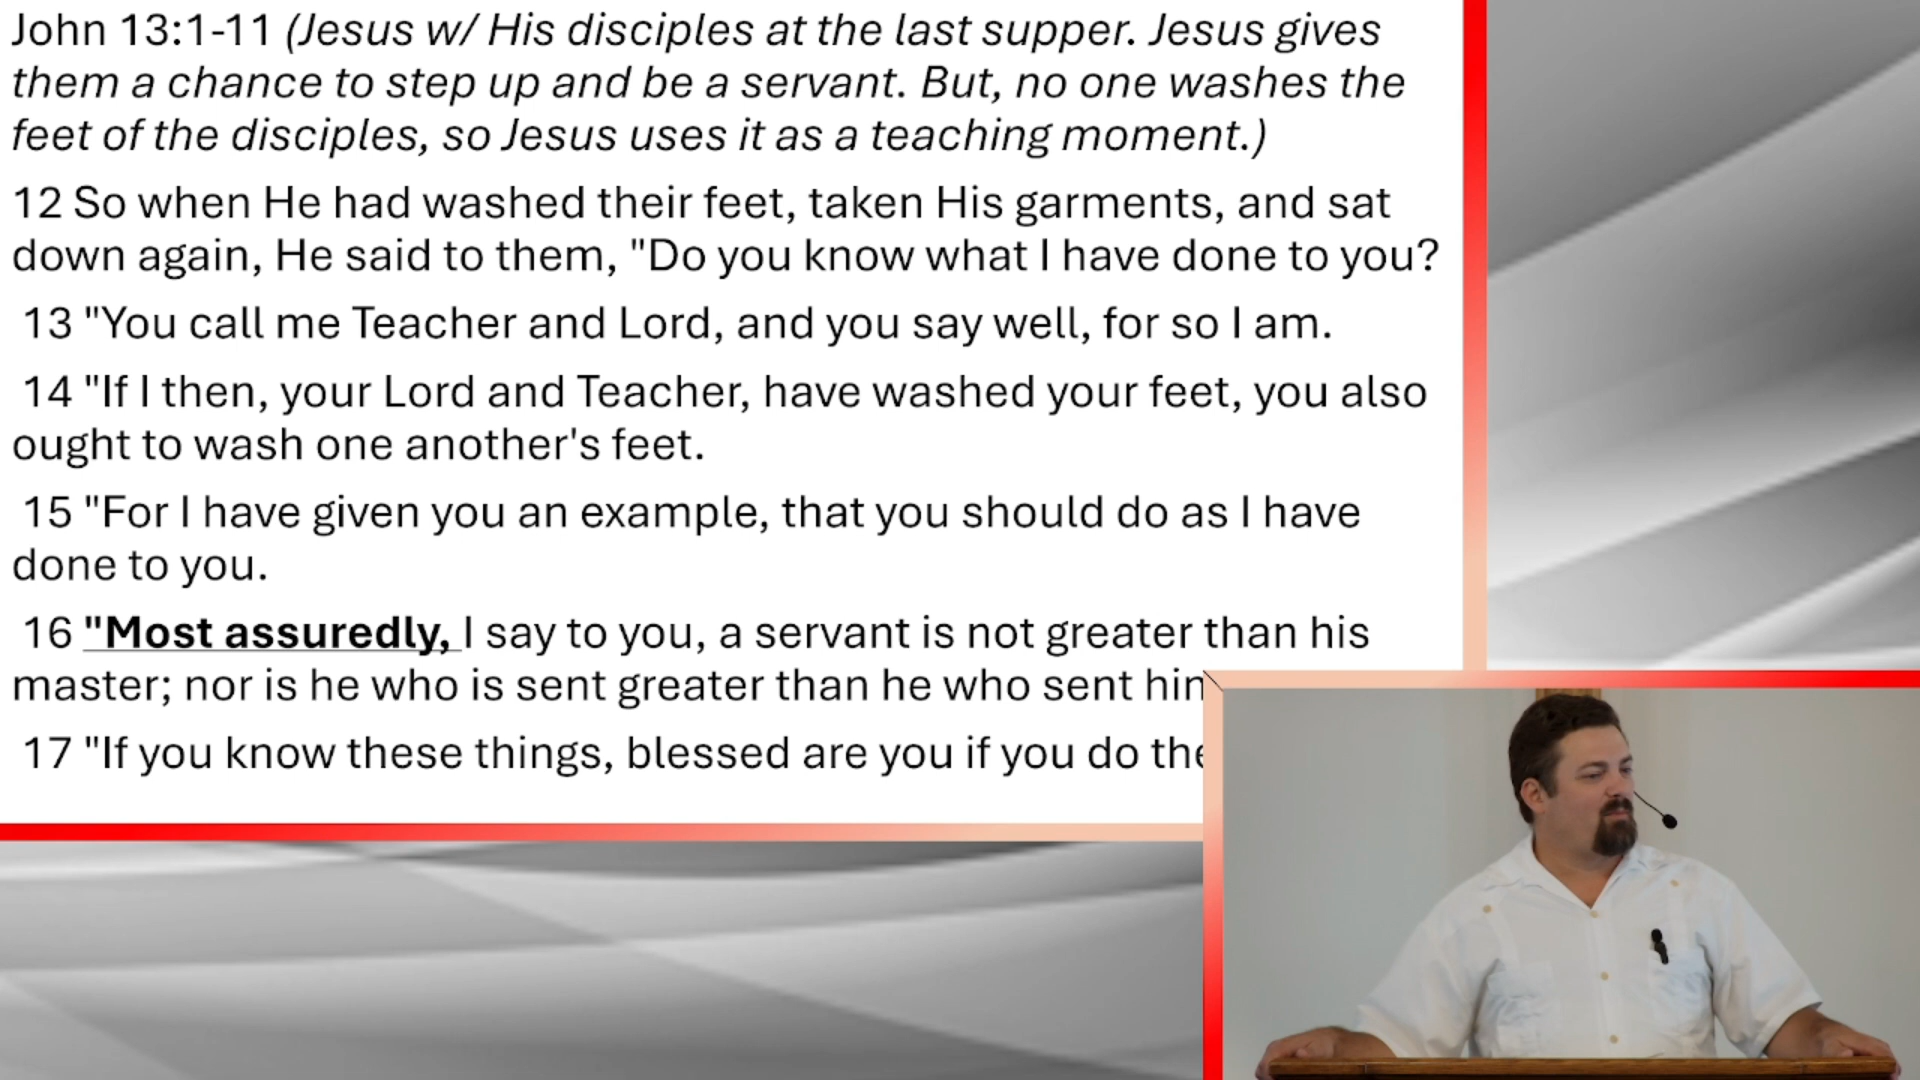 John 13:1-11 (Jesus w/ His disciples at the last supper. Jesus gives
them a chance to step up and be a servant. But, no one washes the
feet of the disciples, so Jesus uses it as a teaching moment.)
12 So when He had washed their feet, taken His garments, and sat
down again, He said to them, "Do you know what I have done to you?
13 "You call me Teacher and Lord, and you say well, for so I am.
14 "If I then, your Lord and Teacher, have washed your feet, you also
ought to wash one another's feet.
15 "For I have given you an example, that you should do as I have
done to you.
16 "Most assuredly, I say to you, a servant is not greater than his
master; nor is he who is sent greater than he who sent
17 "If you know these things, blessed are you if you do